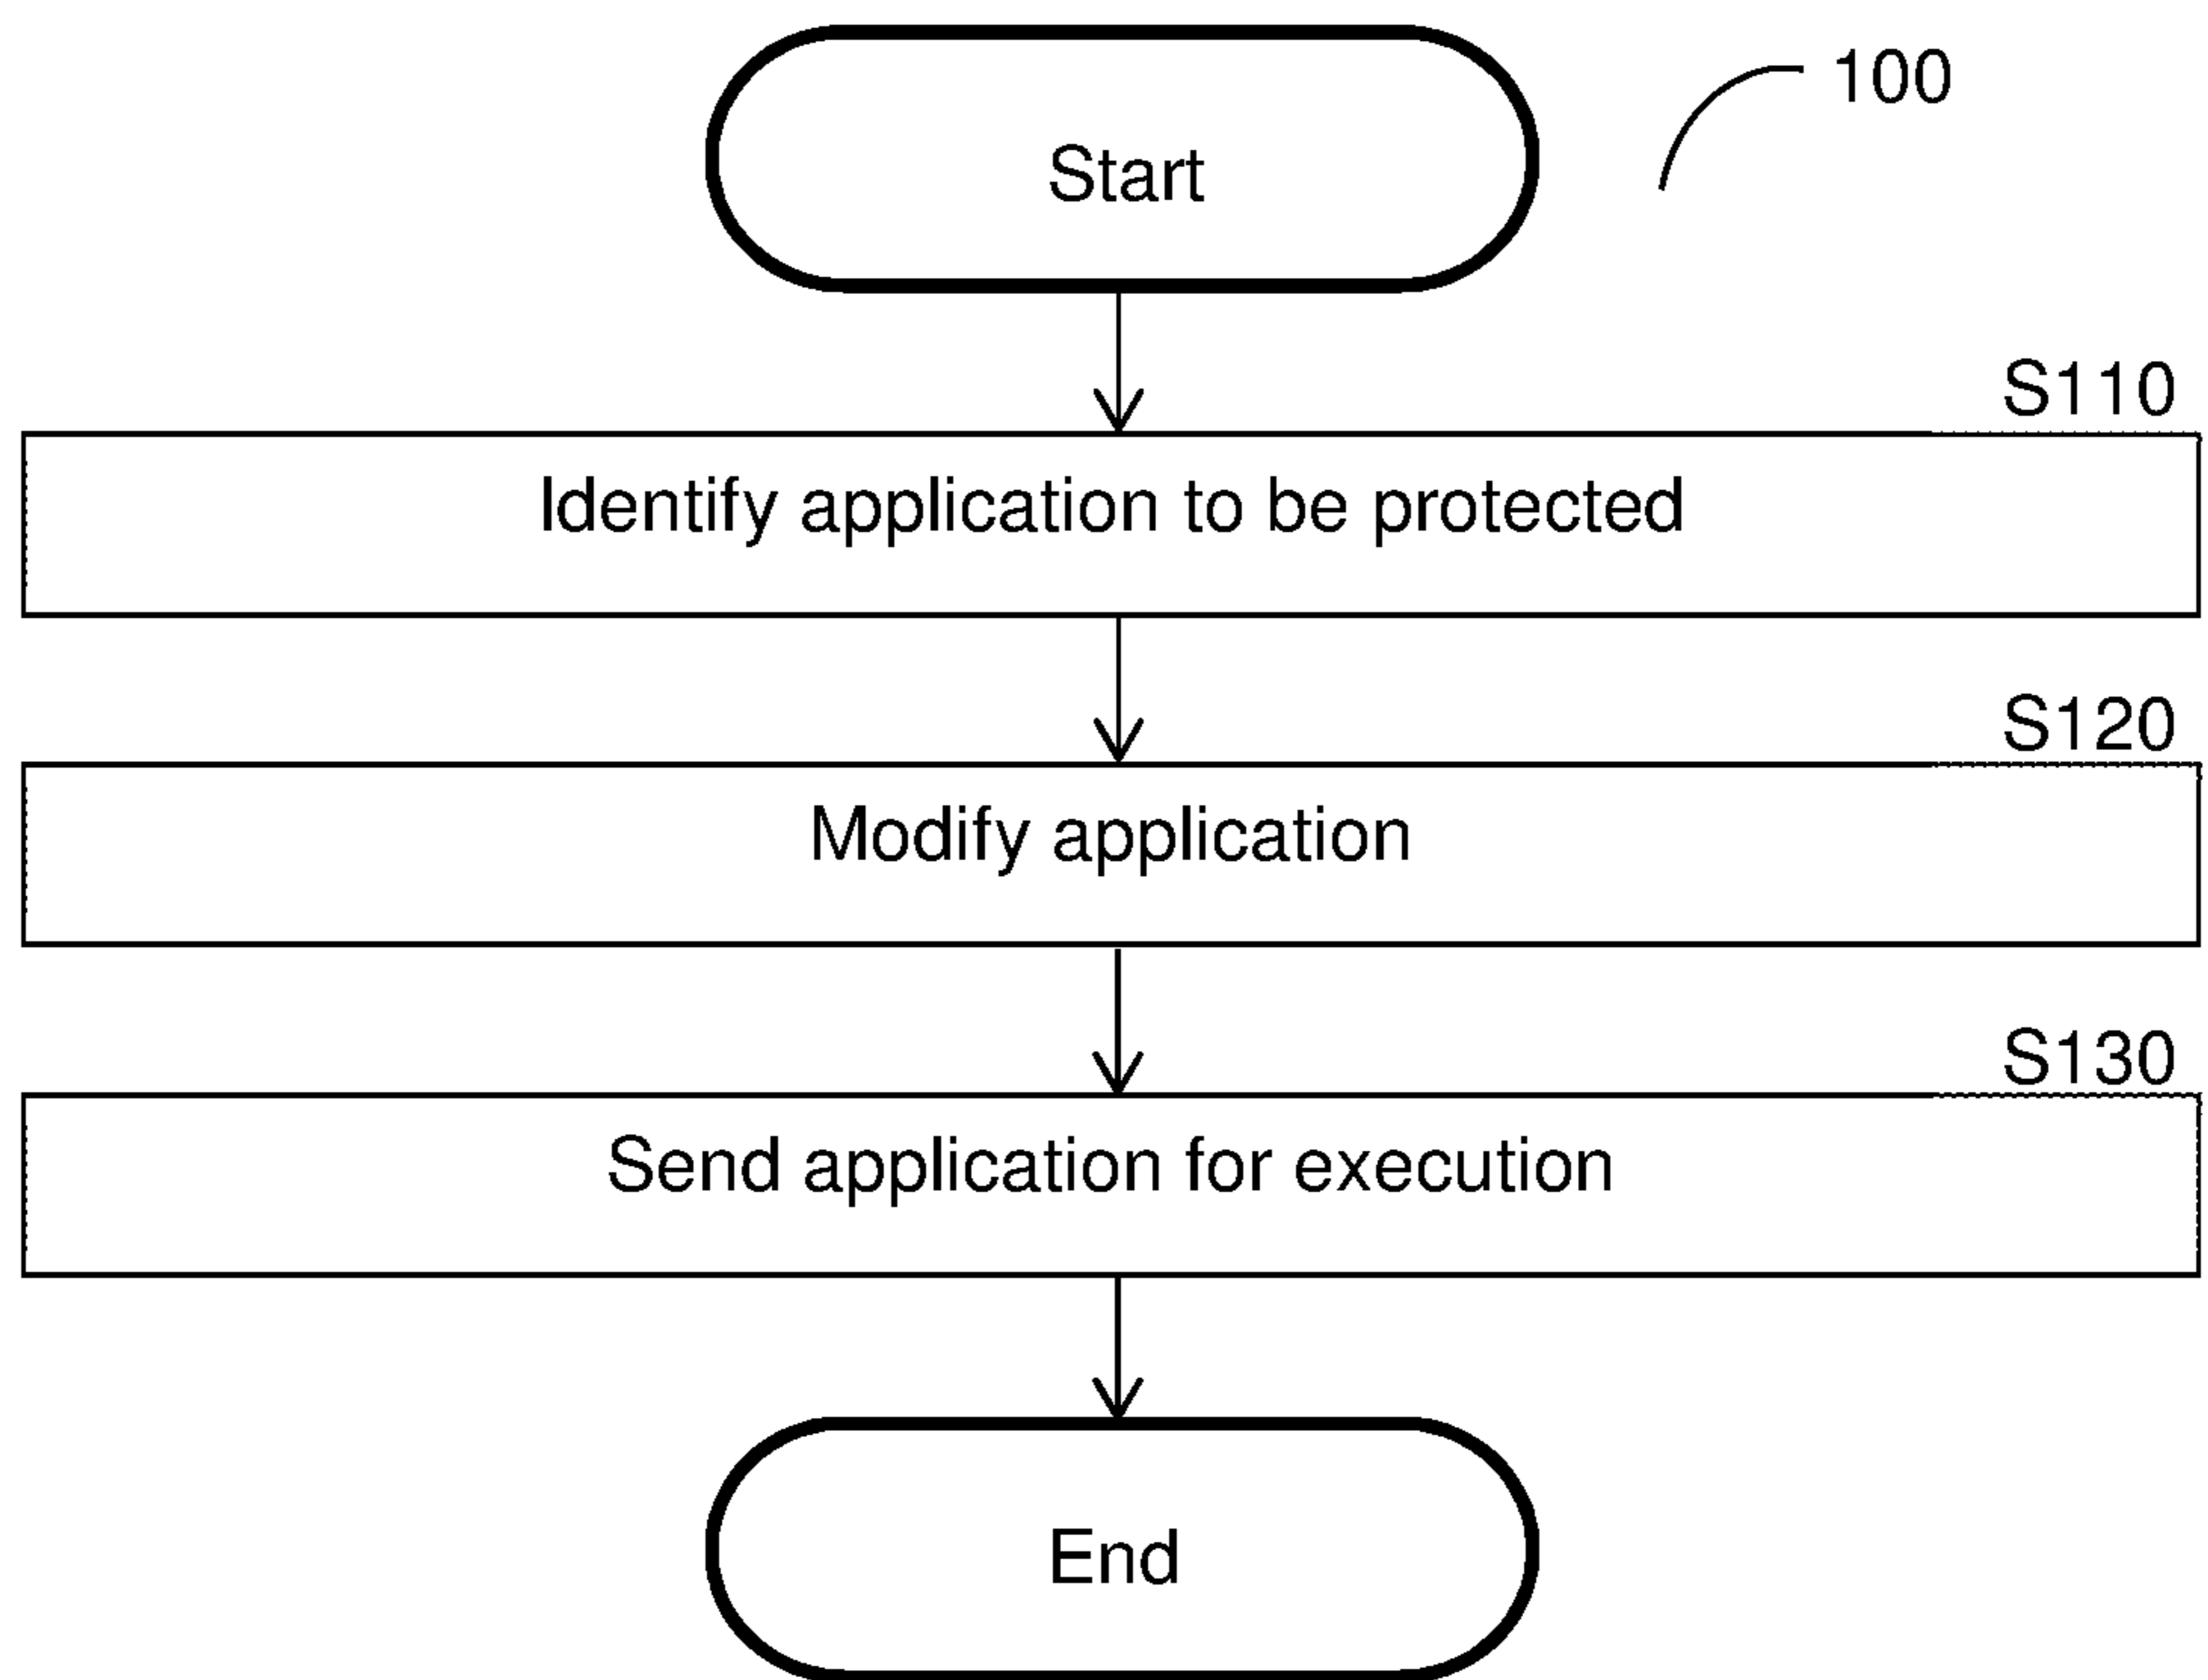 Start
100
S110
Identify application to be protected
S120
Modify application
S130
Send application for execution
End